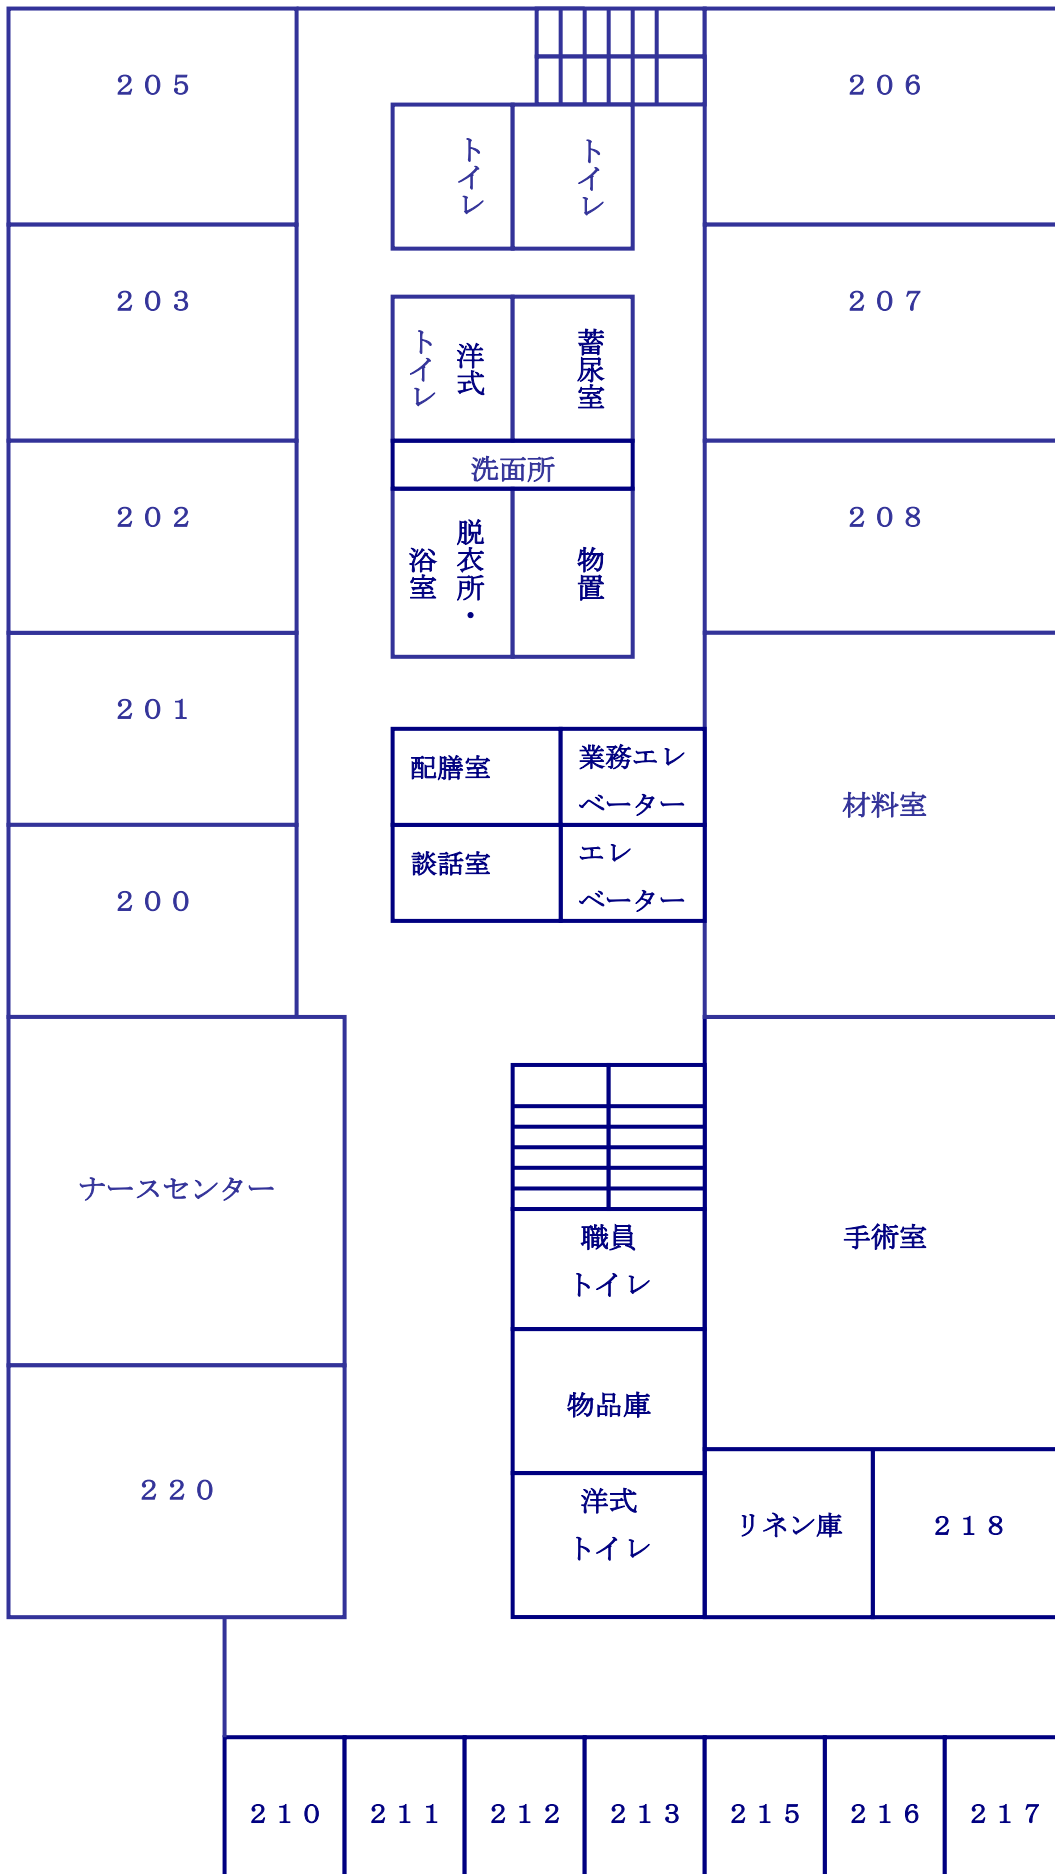 ２０５
２０６
トイレ
トイレ
２０３
２０７
蓄尿室
洋式
トイレ
洗面所
２０２
２０８
物置
脱衣所・
浴室
２０１
配膳室
業務エレ
ベーター
材料室
談話室
エレ
ベーター
２００
ナースセンター
職員
トイレ
手術室
物品庫
２２０
洋式
トイレ
リネン庫
２１８
２１０
２１１
２１２
２１３
２１５
２１６
２１７